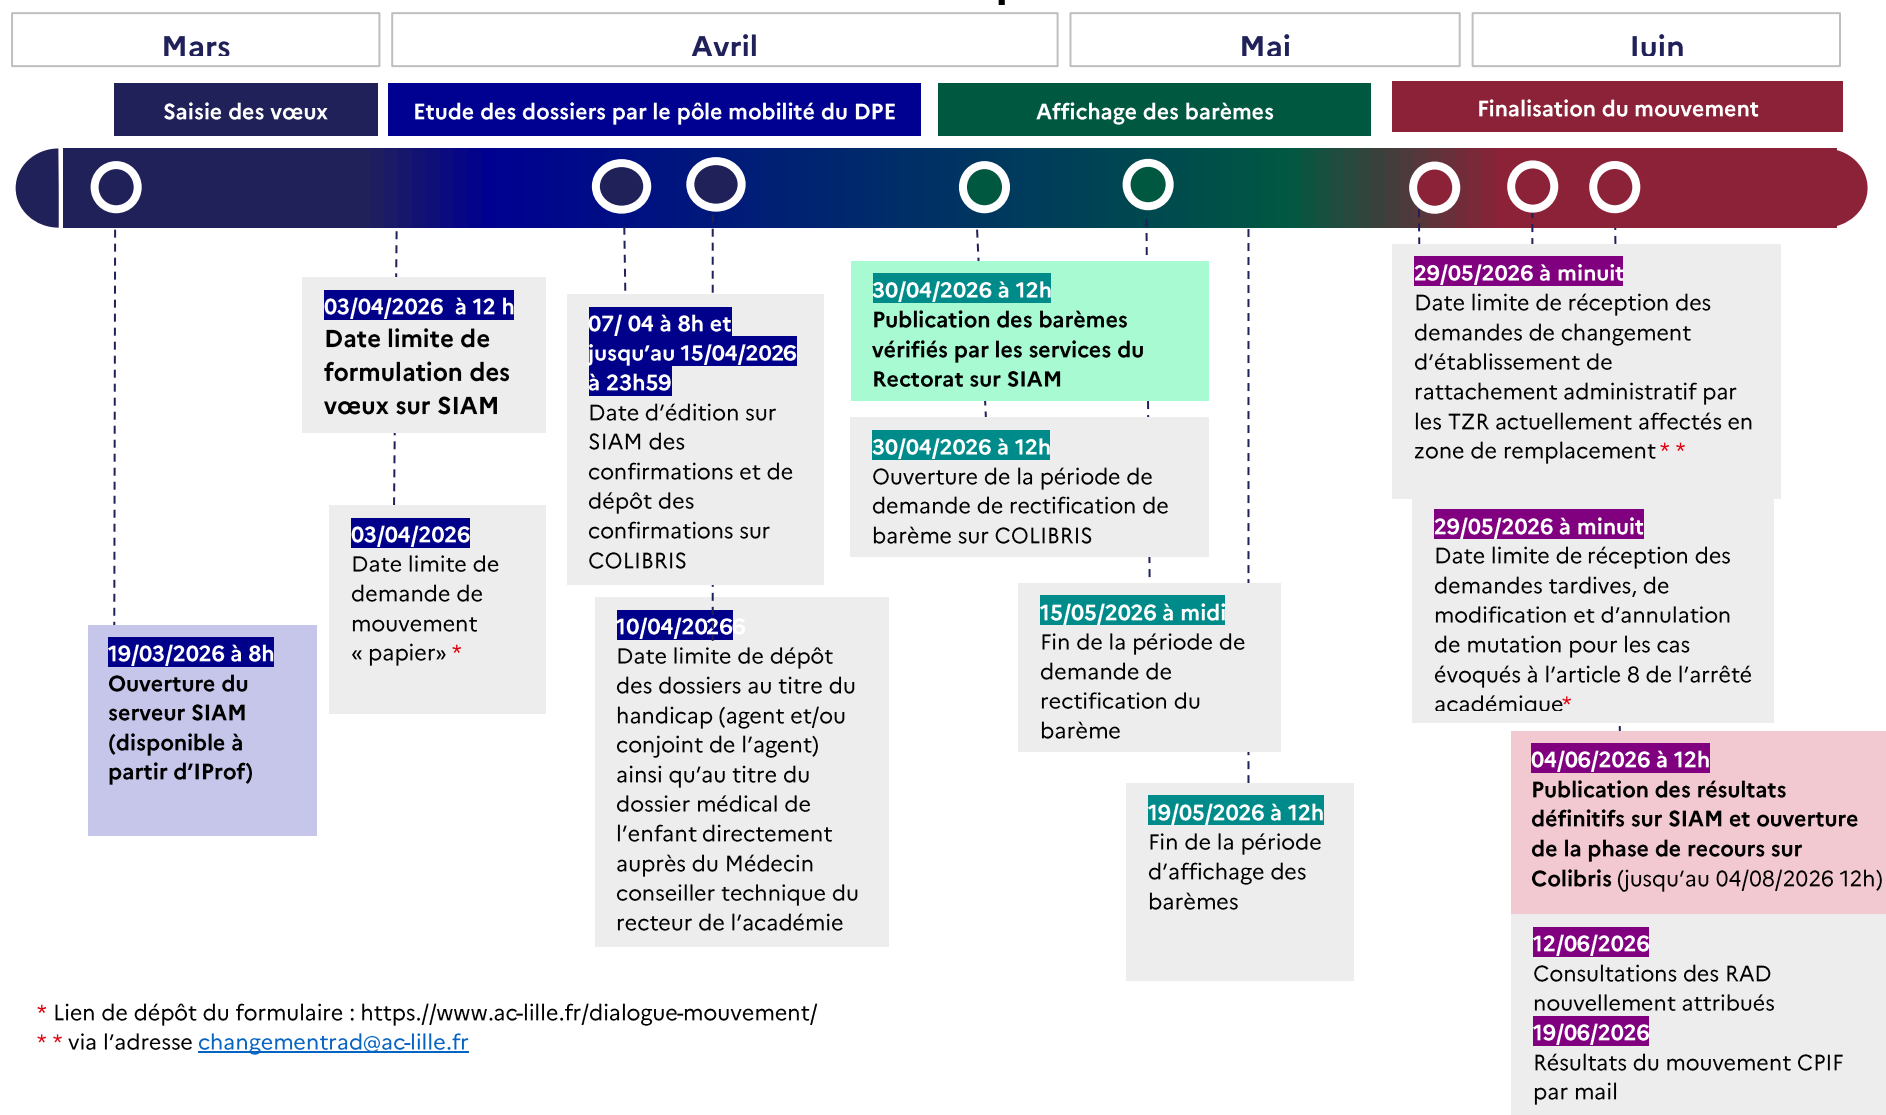 Mars
Avril
Mai
Juin
Saisie des vœux
Etude des dossiers par le pôle mobilité du DPE
Affichage des barèmes
Finalisation du mouvement
19/03/2026 à 8h
Ouverture du
serveur SIAM
(disponible à
partir d’IProf)
03/04/2026 à 12 h
Date limite de
formulation des
vœux sur SIAM
03/04/2026
Date limite de
demande de
mouvement
« papier» *
07/ 04 à 8h et
jusqu’au 15/04/2026
à 23h59
Date d’édition sur
SIAM des
confirmations et de
dépôt des
confirmations sur
COLIBRIS
10/04/20266
Date limite de dépôt
des dossiers au titre du
handicap (agent et/ou
conjoint de l’agent)
ainsi qu’au titre du
dossier médical de
l’enfant directement
auprès du Médecin
conseiller technique du
recteur de l’académie
30/04/2026 à 12h
Publication des barèmes
vérifiés par les services du
Rectorat sur SIAM
30/04/2026 à 12h
Ouverture de la période de
demande de rectification de
barème sur COLIBRIS
15/05/2026 à midi
Fin de la période de
demande de
rectification du
barème
19/05/2026 à 12h
Fin de la période
d’affichage des
barèmes
29/05/2026 à minuit
Date limite de réception des
demandes de changement
d’établissement de
rattachement administratif par
les TZR actuellement affectés en
zone de remplacement* *
29/05/2026 à minuit
Date limite de réception des
demandes tardives, de
modification et d’annulation
de mutation pour les cas
évoqués à l’article 8 de l’arrêté
académique*
04/06/2026 à 12h
Publication des résultats
définitifs sur SIAM et ouverture
de la phase de recours sur
Colibris (jusqu’au 04/08/2026 12h)
12/06/2026
Consultations des RAD
nouvellement attribués
19/06/2026
Résultats du mouvement CPIF
par mail
* Lien de dépôt du formulaire : https.//www.ac-lille.fr/dialogue-mouvement/
* * via l’adresse changementrad@ac-lille.fr